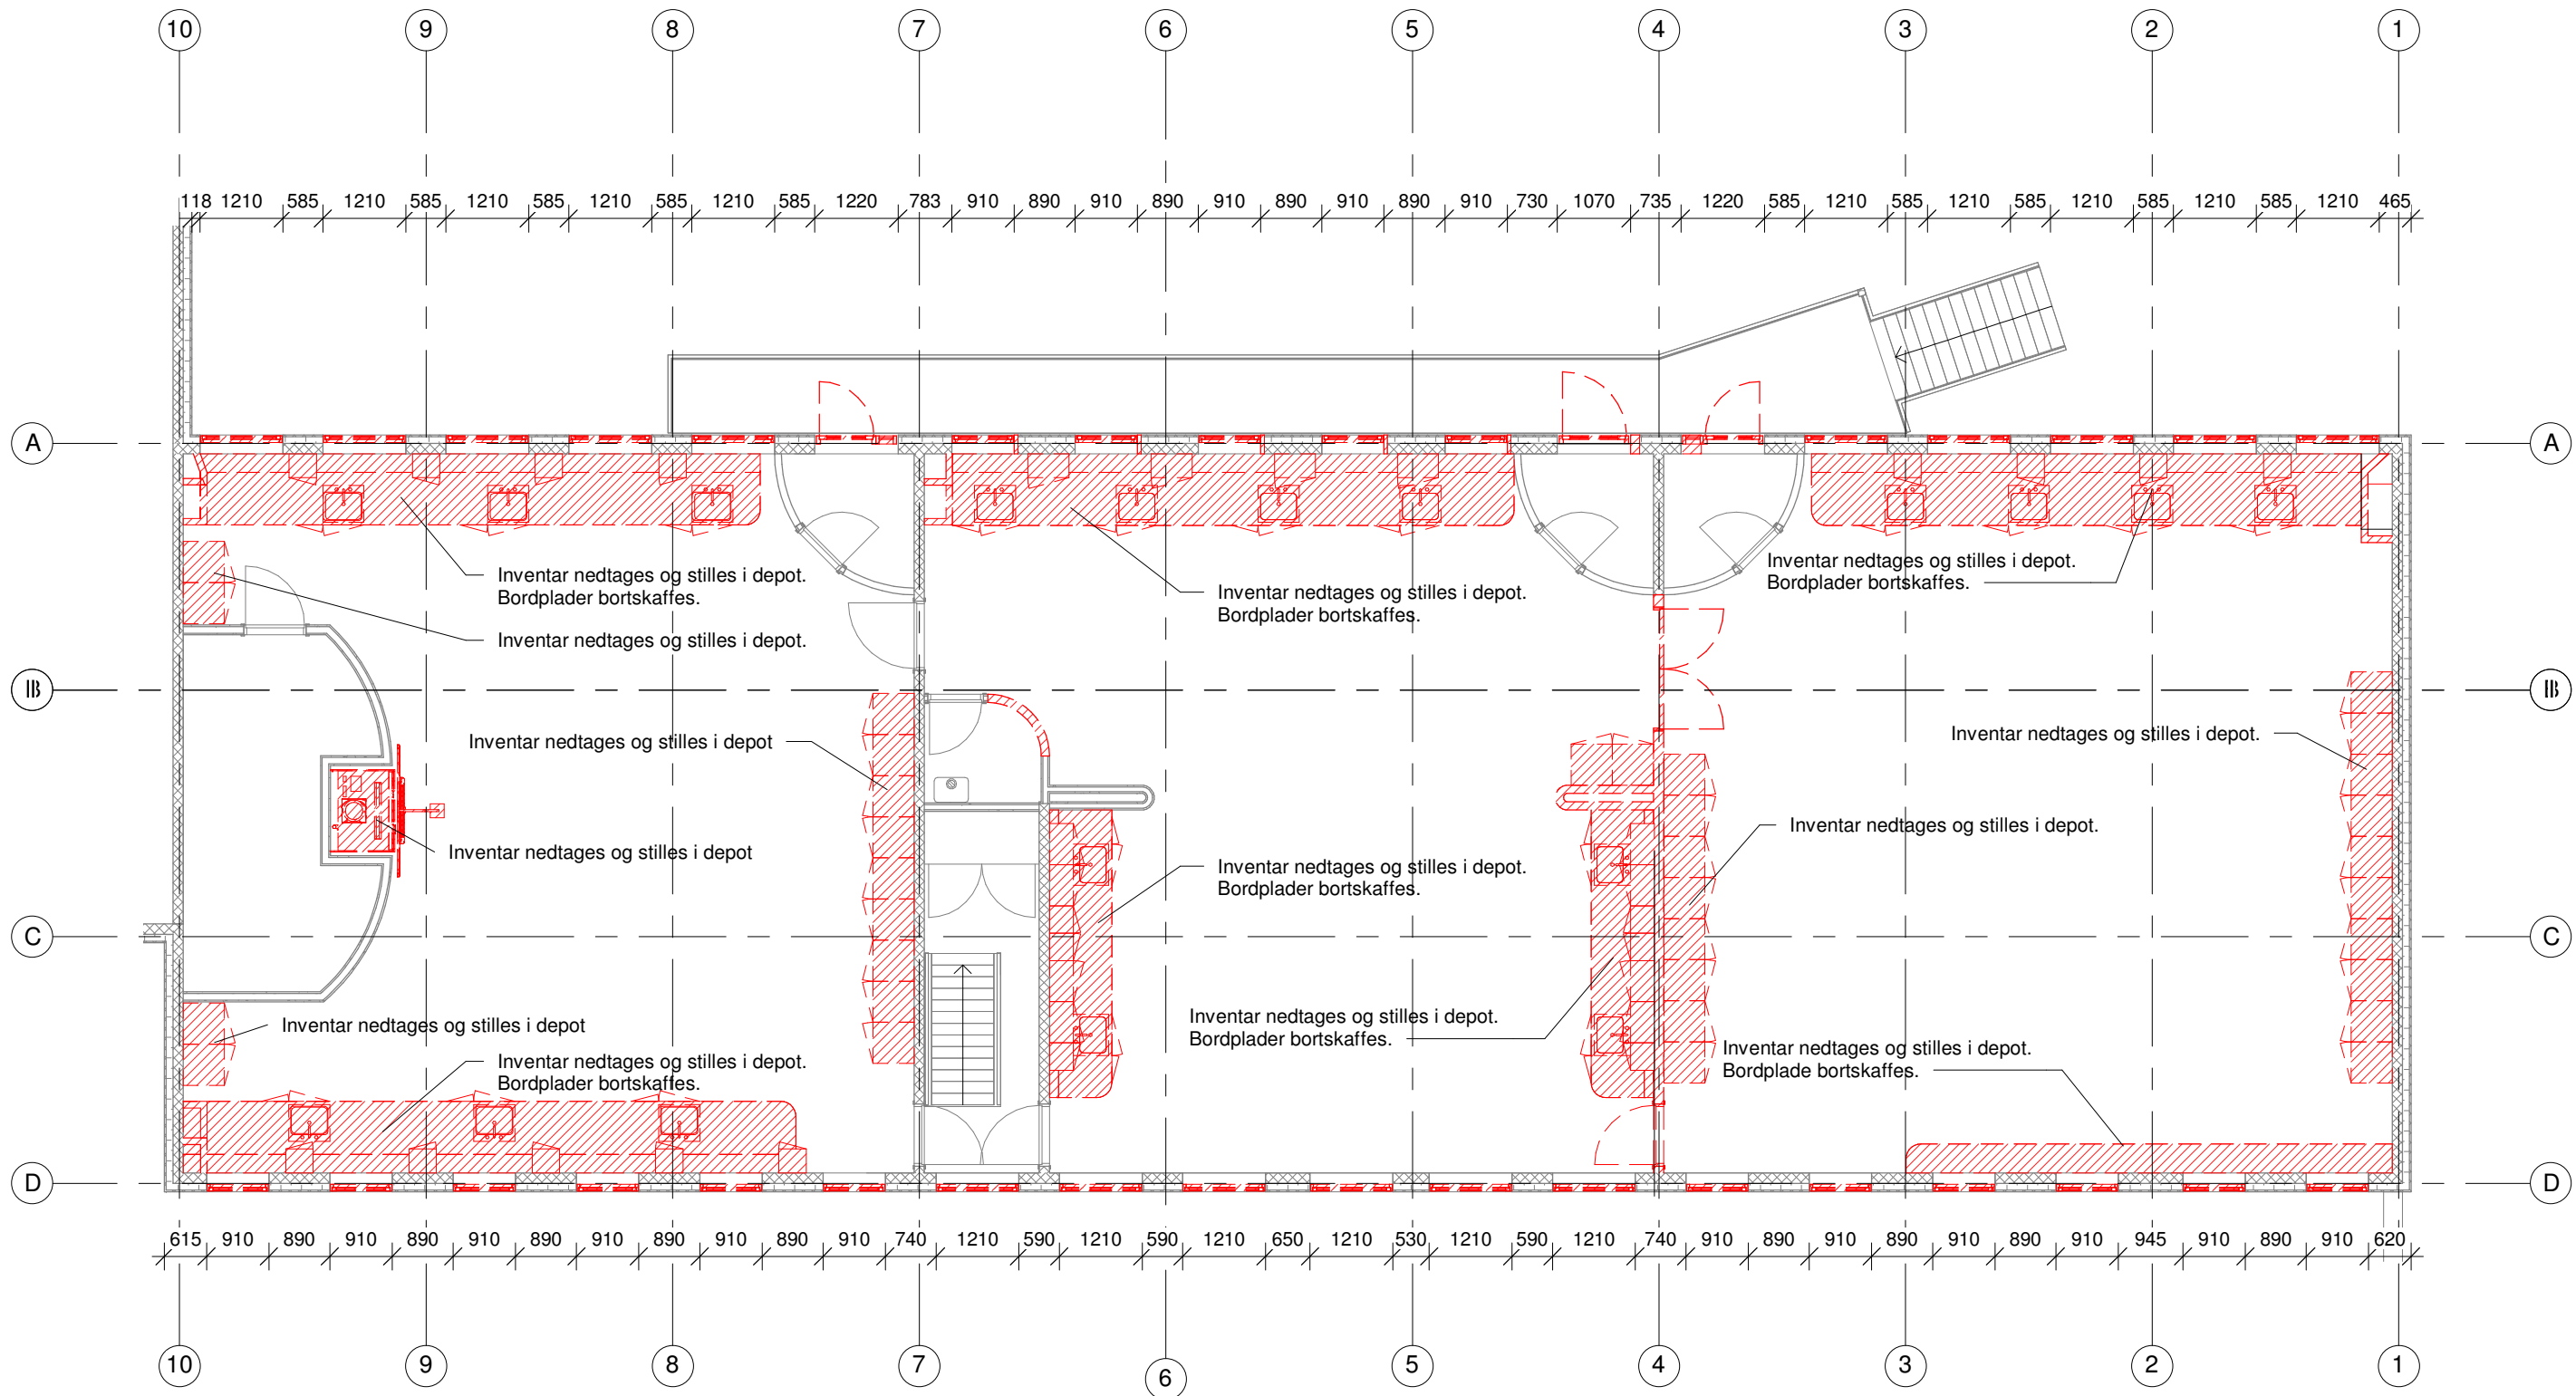 10 9 8 7 6 5 4 3 2 1
118 1210 585 1210 585 1210 585 1210 585 1210 585 1220 783 910 890 910 890 910 890 910 890 910 730 1070 735 1220 585 1210 585 1210 585 1210 585 1210 585 1210 465
A A
Inventar nedtages og stilles i depot.
Bordplader bortskaffes.
Inventar nedtages og stilles i depot.
Bordplader bortskaffes.
Inventar nedtages og stilles i depot.
Bordplader bortskaffes.
Inventar nedtages og stilles i depot.
B B
Inventar nedtages og stilles i depot
Inventar nedtages og stilles i depot.
Inventar nedtages og stilles i depot
Inventar nedtages og stilles i depot.
Bordplader bortskaffes.
Inventar nedtages og stilles i depot.
C C
Inventar nedtages og stilles i depot
Inventar nedtages og stilles i depot.
Bordplader bortskaffes.
Inventar nedtages og stilles i depot.
Bordplader bortskaffes.
Inventar nedtages og stilles i depot.
Bordplade bortskaffes.
D D
615 910 890 910 890 910 890 910 890 910 890 910 740 1210 590 1210 590 1210 650 1210 530 1210 590 1210 740 910 890 910 890 910 890 910 945 910 890 910 620
10 9 8 7 6 5 4 3 2 1